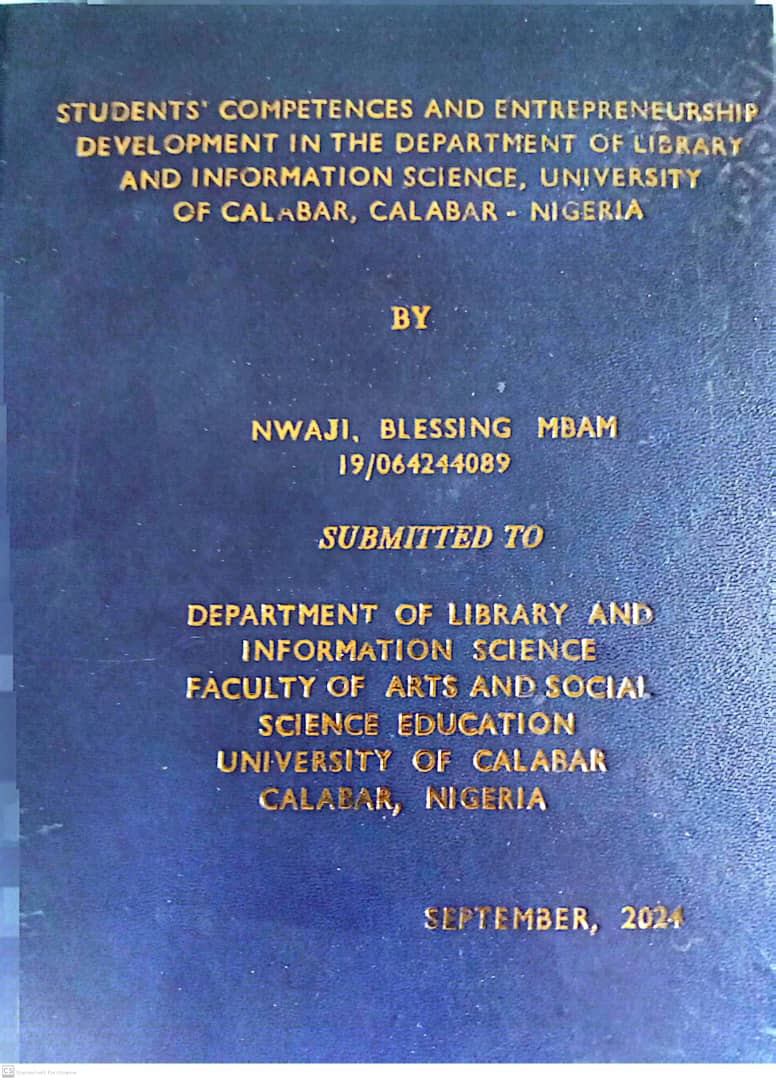 STUDENTS' COMPETENCES AND ENTREPRENEURSHIP
DEVELOPMENT IN THE DEPARTMENT OF LIBRARY
AND INFORMATION SCIENCE, UNIVERSITY
OF CALABAR, CALABAR - NIGERIA
BY
NWAJI, BLESSING MBAM
19/064244089
SUBMITTED TO
DEPARTMENT OF LIBRARY AND
INFORMATION SCIENCE
FACULTY OF ARTS AND SOCIAL
SCIENCE EDUCATION
UNIVERSITY OF CALABAR
CALABAR, NIGERIA
SEPTEMBER, 2024
CS